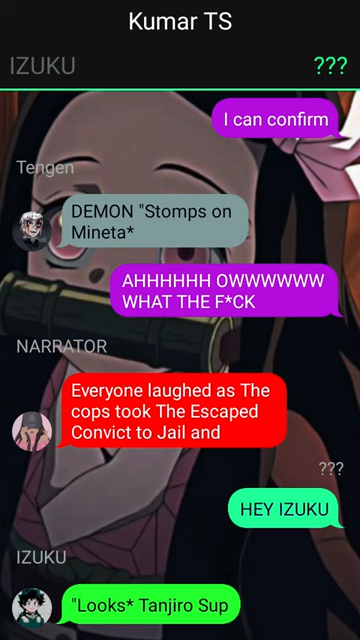 Kumar TS
IZUKU
???
I can confirm
Tengen
DEMON "Stomps on
Mineta*
AHHHHHH OWWWWWW
WHAT THE F*CK
NARRATOR
Everyone laughed as The
cops took The Escaped
Convict to Jail and
???
HEY IZUKU
IZUKU
"Looks* Tanjiro Sup